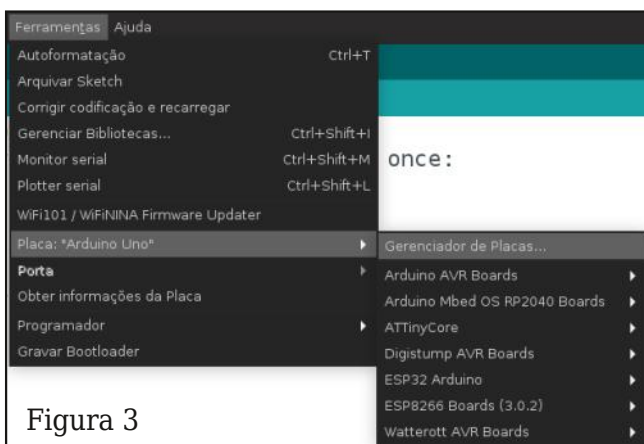 Ferramentas Ajuda
Autoformatação Ctrl+T
Arquivar Sketch
Corrigir codificação e recarregar
Gerenciar Bibliotecas... Ctrl+Shift+I
Monitor serial Ctrl+Shift+M
once:
Plotter serial Ctrl+Shift+L
WiFi101 / WiFiNINA Firmware Updater
Placa: "Arduino Uno"
Porta
Obter informações da Placa
Programador
Gravar Bootloader
Gerenciador de Placas...
Arduino AVR Boards
Arduino Mbed OS RP2040 Boards
ATTinyCore
Digistump AVR Boards
ESP32 Arduino
ESP8266 Boards (3.0.2)
Watterott AVR Boards
Figura 3